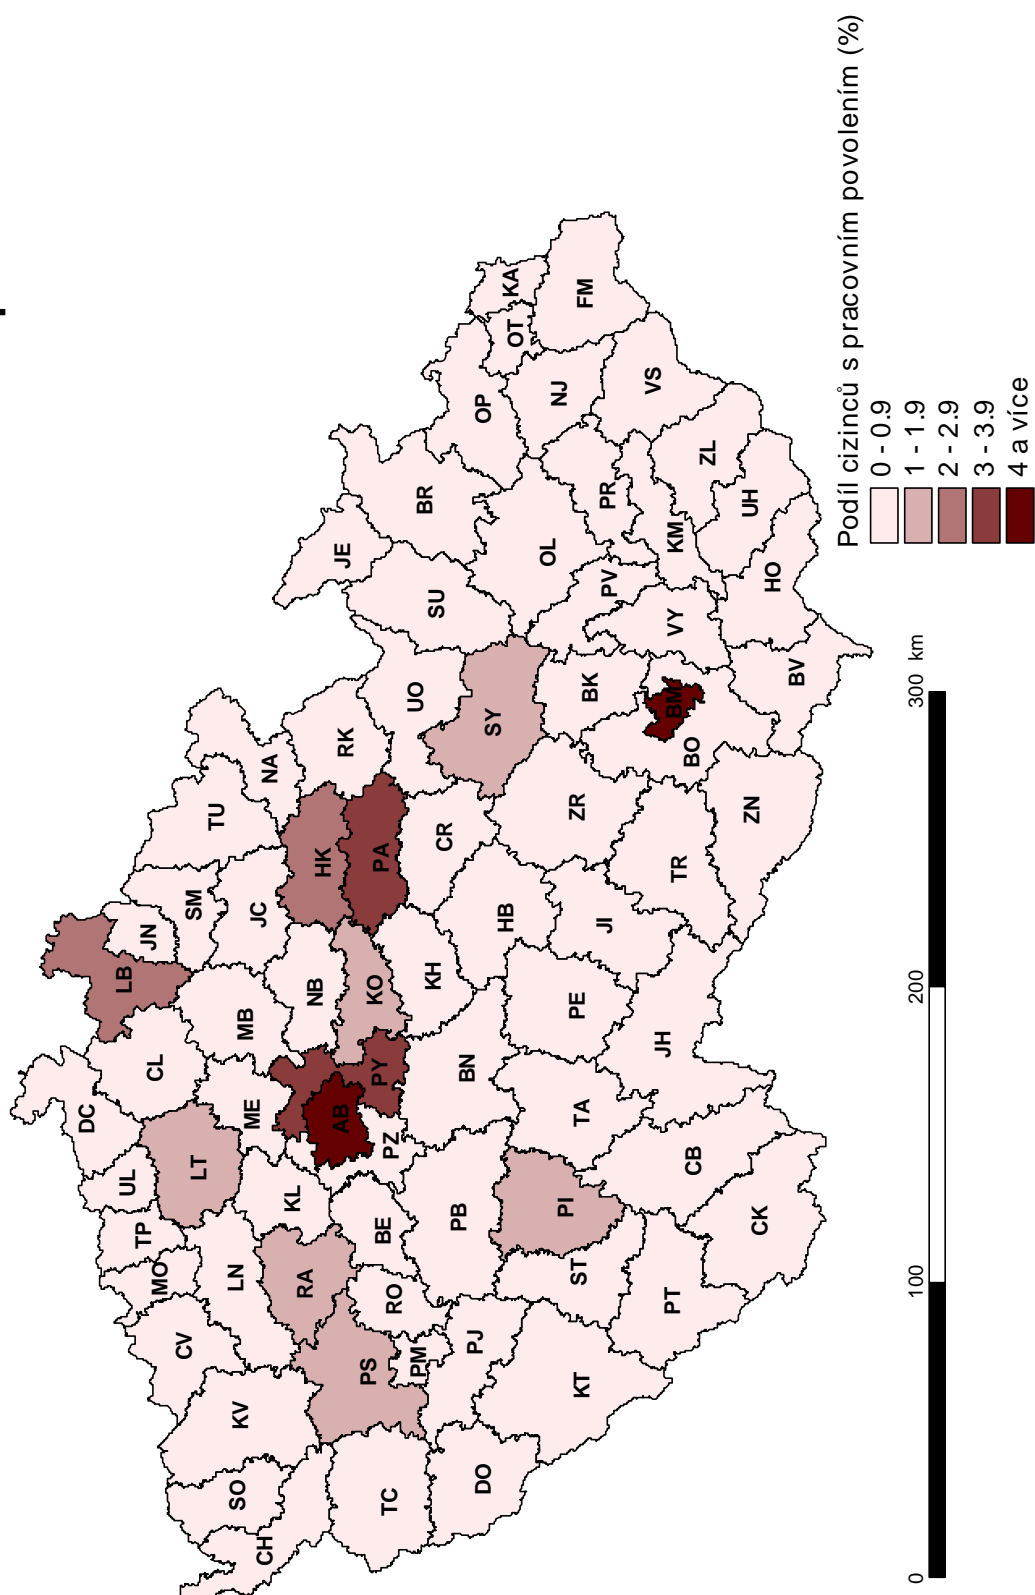 DC
LB
CL
JN
UL
TP
MO
LT
SM
TU
CV
LN
ME
MB
JC
NA
KV
SO
CH
RA
KL
AB
NB
HK
RK
JE
PS
RO
BE
PZ
PY
KO
PA
UO
SU
BR
TC
PM
PB
BN
KH
CR
SY
OL
OP
OT
KA
DO
PJ
KT
ST
PI
TA
PE
HB
ZR
BK
PV
PR
NJ
FM
PT
CB
JH
JI
TR
BO
BM
VY
KM
ZL
VS
CK
ZN
BV
HO
UH
Podíl cizinců s pracovním povolením (%)
0 - 0.9
1 - 1.9
2 - 2.9
3 - 3.9
4 a více
0 100 200 300 km